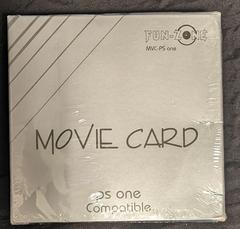 FUN-ZONE
MVC-PS one
MOVIE CARD
ps one
Compatible